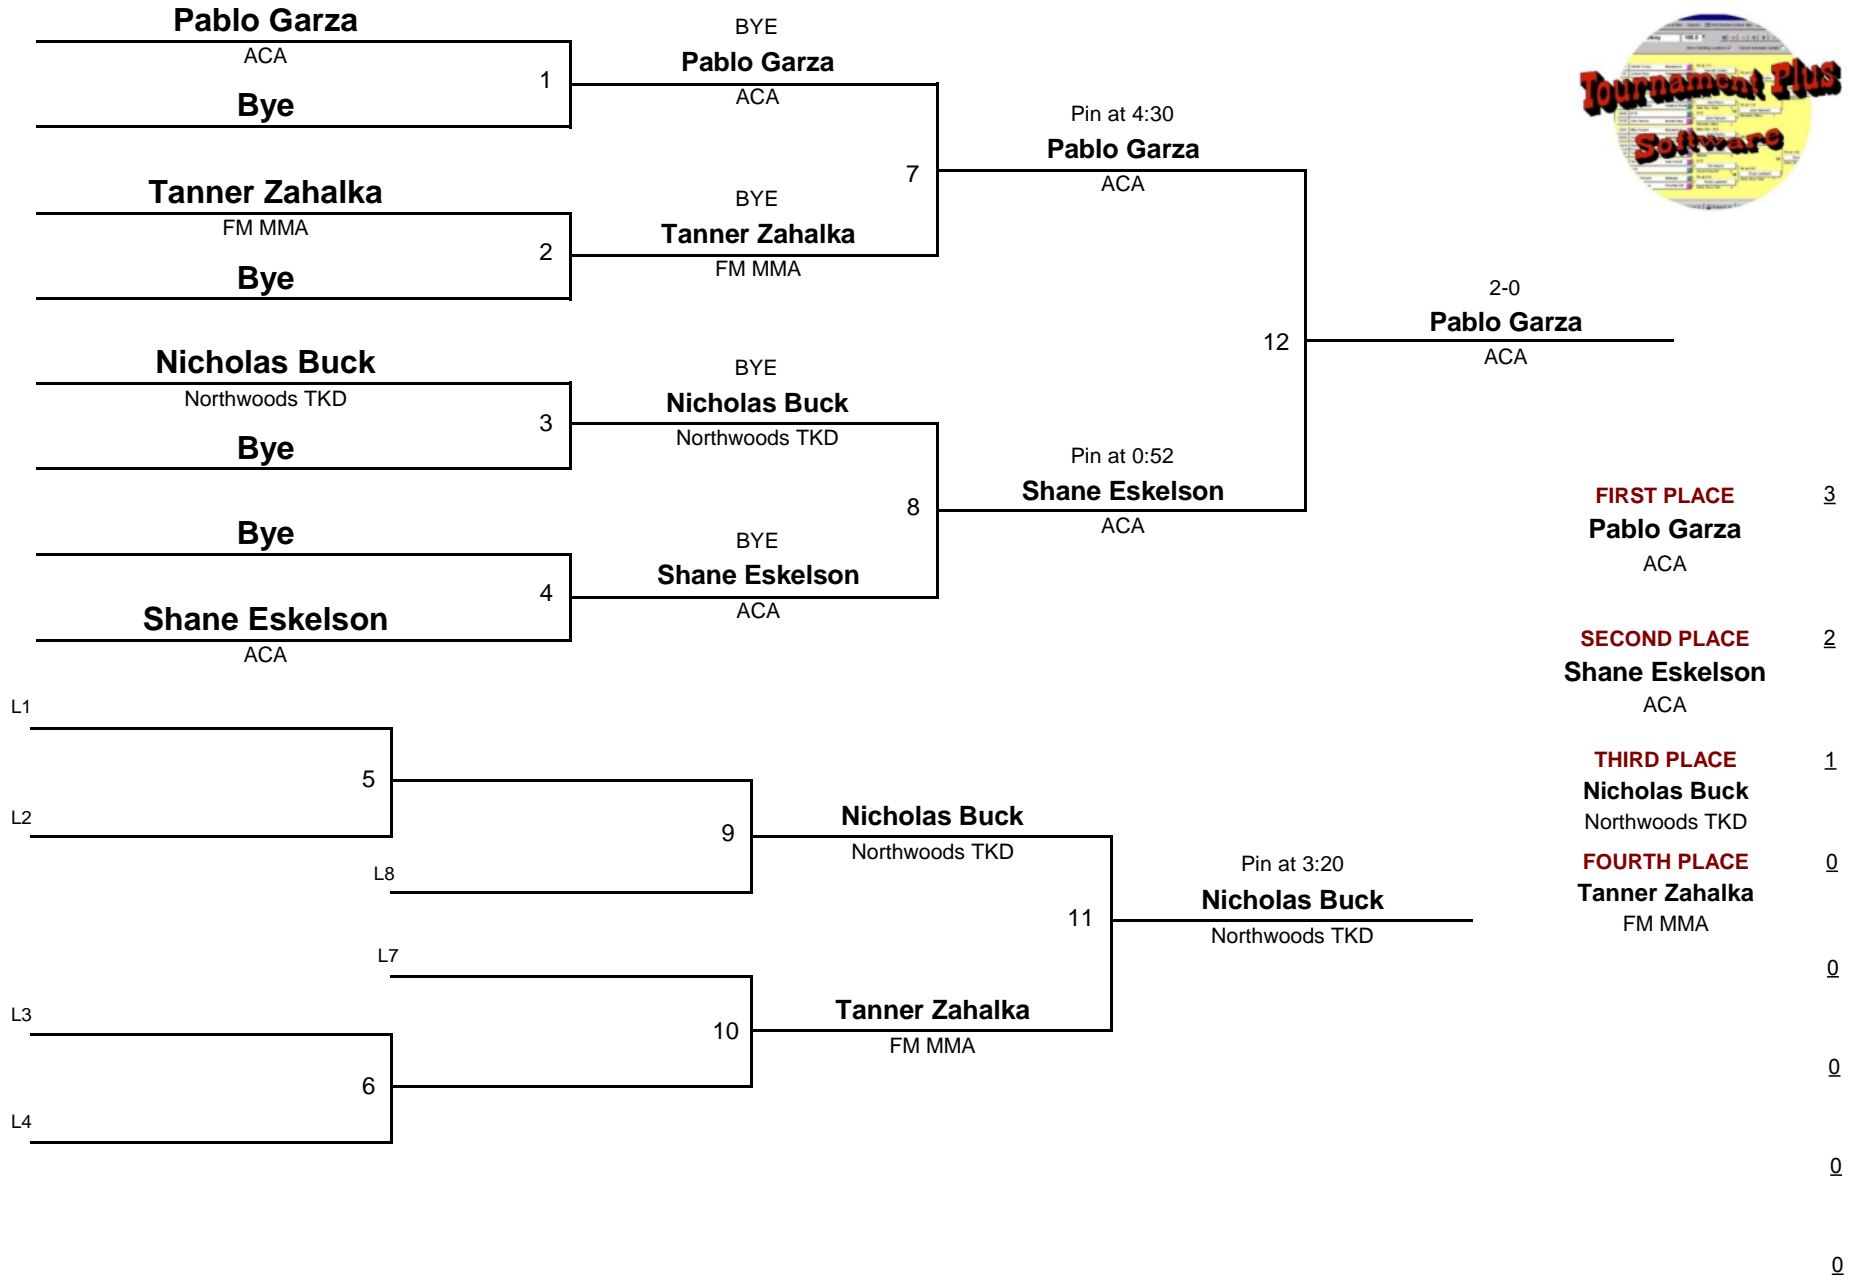 Pablo Garza
ACA
1
Bye
Tanner Zahalka
FM MMA
2
Bye
Nicholas Buck
Northwoods TKD
3
Bye
Bye
4
Shane Eskelson
ACA
BYE
Pablo Garza
ACA
7
BYE
Tanner Zahalka
FM MMA
BYE
Nicholas Buck
Northwoods TKD
8
BYE
Shane Eskelson
ACA
Pin at 4:30
Pablo Garza
ACA
12
Pin at 0:52
Shane Eskelson
ACA
2-0
Pablo Garza
ACA
Tournament Plus
Software
FIRST PLACE 3
Pablo Garza
ACA
SECOND PLACE 2
Shane Eskelson
ACA
THIRD PLACE 1
Nicholas Buck
Northwoods TKD
FOURTH PLACE 0
Tanner Zahalka
FM MMA
0
0
0
0
L1
5
L2
9
L8
L7
L3
10
6
L4
Nicholas Buck
Northwoods TKD
11
Tanner Zahalka
FM MMA
Pin at 3:20
Nicholas Buck
Northwoods TKD